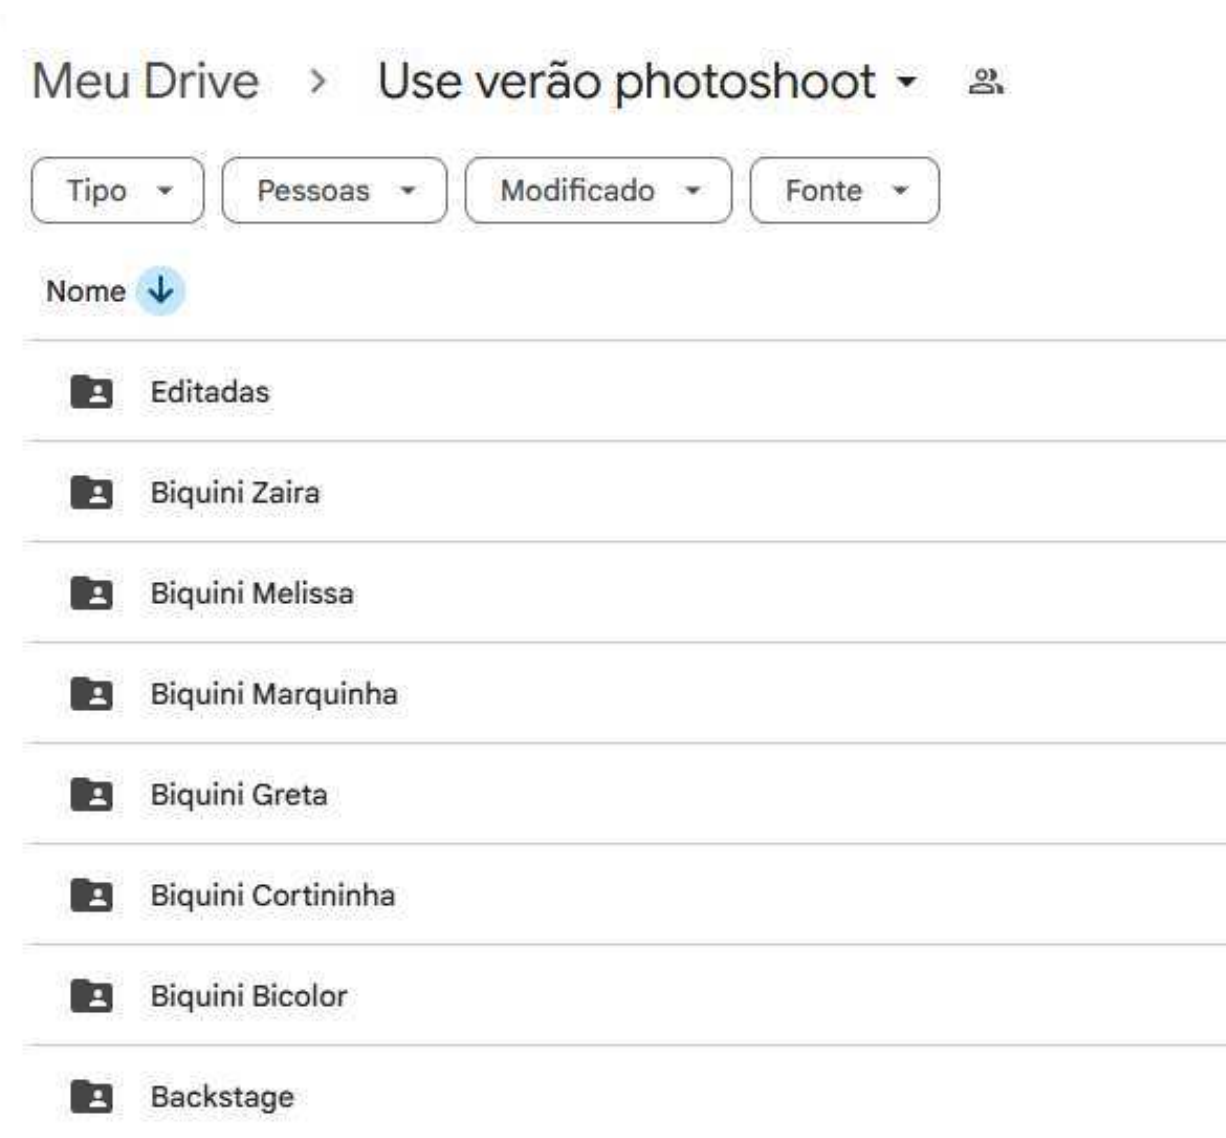 Meu Drive > Use verão photoshoot
Tipo Pessoas Modificado Fonte
Nome
Editadas
Biquini Zaira
Biquini Melissa
Biquini Marquinha
Biquini Greta
Biquini Cortininha
Biquini Bicolor
Backstage